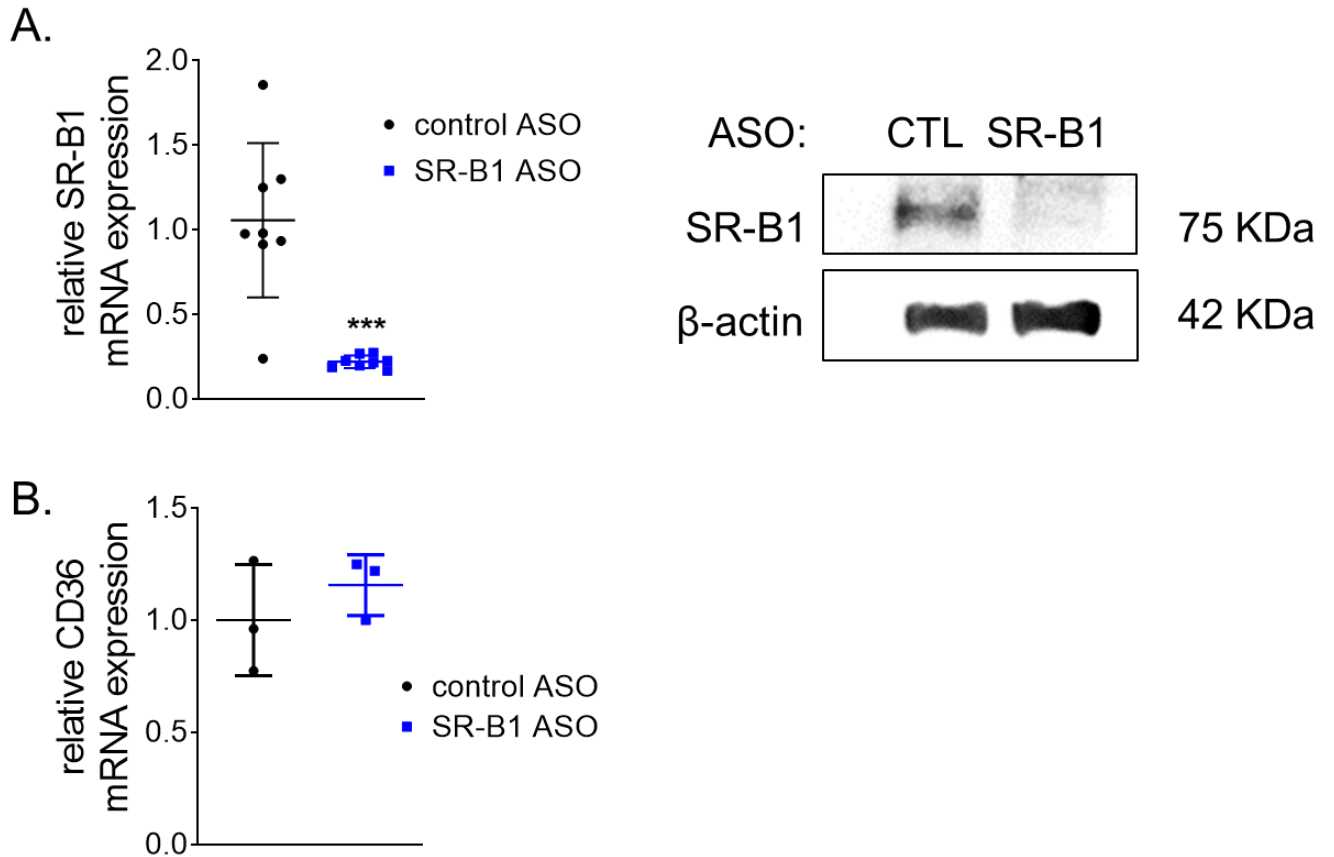 A.
relative SR-B1
mRNA expression
2.0
1.5
1.0
0.5
0.0
***
control ASO
SR-B1 ASO
ASO: CTL SR-B1
SR-B1 75 KDa
β-actin 42 KDa
B.
relative CD36
mRNA expression
1.5
1.0
0.5
0.0
control ASO
SR-B1 ASO